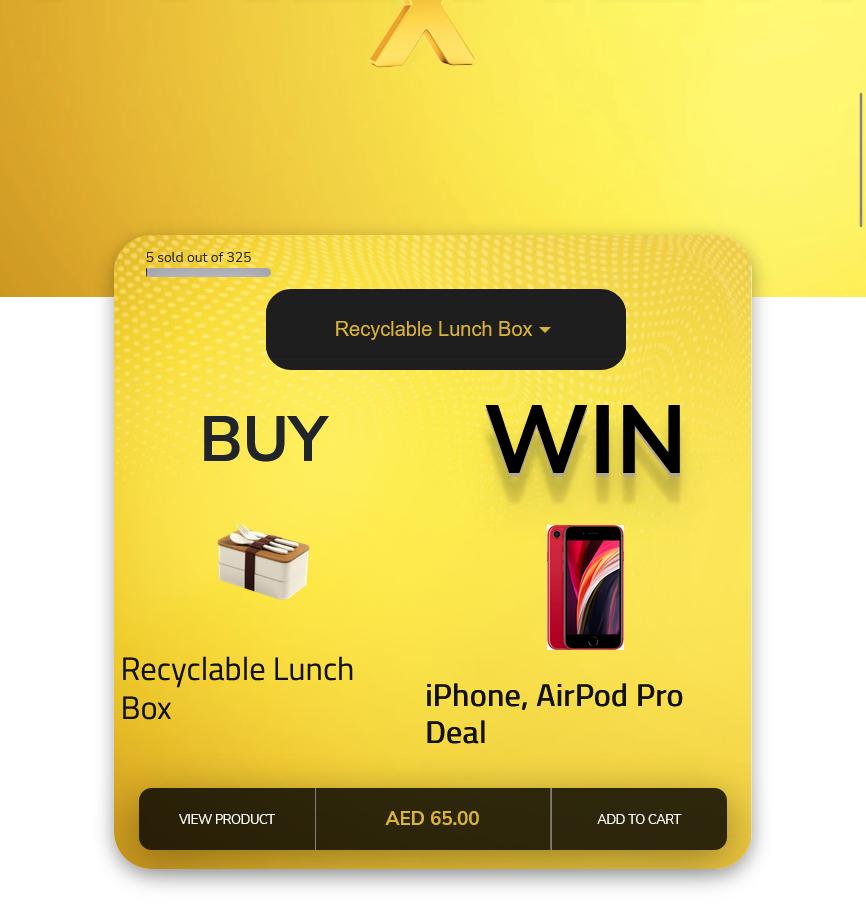 5 sold out of 325
Recyclable Lunch Box
BUY
WIN
Recyclable Lunch
Box
iPhone, AirPod Pro
Deal
VIEW PRODUCT
AED 65.00
ADD TO CART